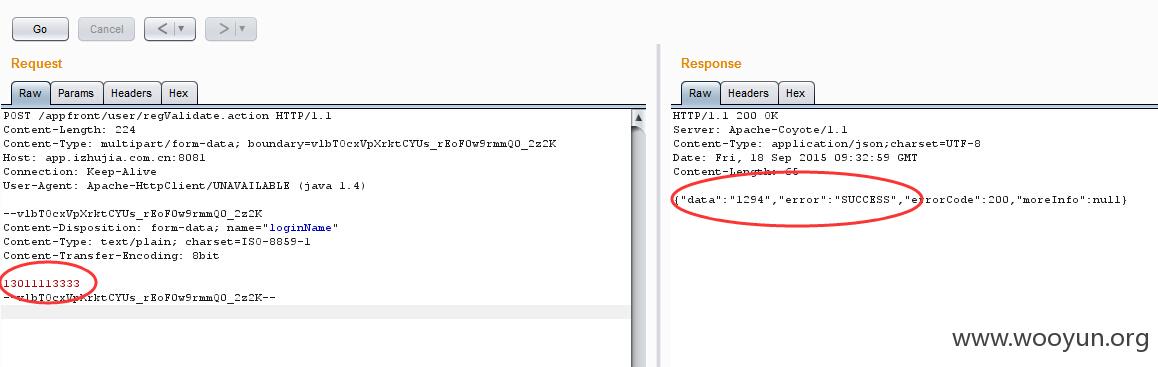 Go
Cancel
<
>
Request
Response
Raw Params Headers Hex
Raw Headers Hex
POST /appfront/user/regValidate.action HTTP/1.1
Content-Length: 224
Content-Type: multipart/form-data; boundary=vlbT0cxVpXrktCYUs_rEoF0w9rmmQ0_2z2K
Host: app.izhujia.com.cn:8081
Connection: Keep-Alive
User-Agent: Apache-HttpClient/UNAVAILABLE (java 1.4)
--vlbT0cxVpXrktCYUs_rEoF0w9rmmQ0_2z2K
Content-Disposition: form-data; name="loginName"
Content-Type: text/plain; charset=ISO-8859-1
Content-Transfer-Encoding: 8bit
13011113333
--vlbT0cxVpXrktCYUs_rEoF0w9rmmQ0_2z2K--
HTTP/1.1 200 OK
Server: Apache-Coyote/1.1
Content-Type: application/json;charset=UTF-8
Date: Fri, 18 Sep 2015 09:32:59 GMT
Content-Length: 65
{"data":"1294","error":"SUCCESS","errorCode":200,"moreInfo":null}
www.wooyun.org